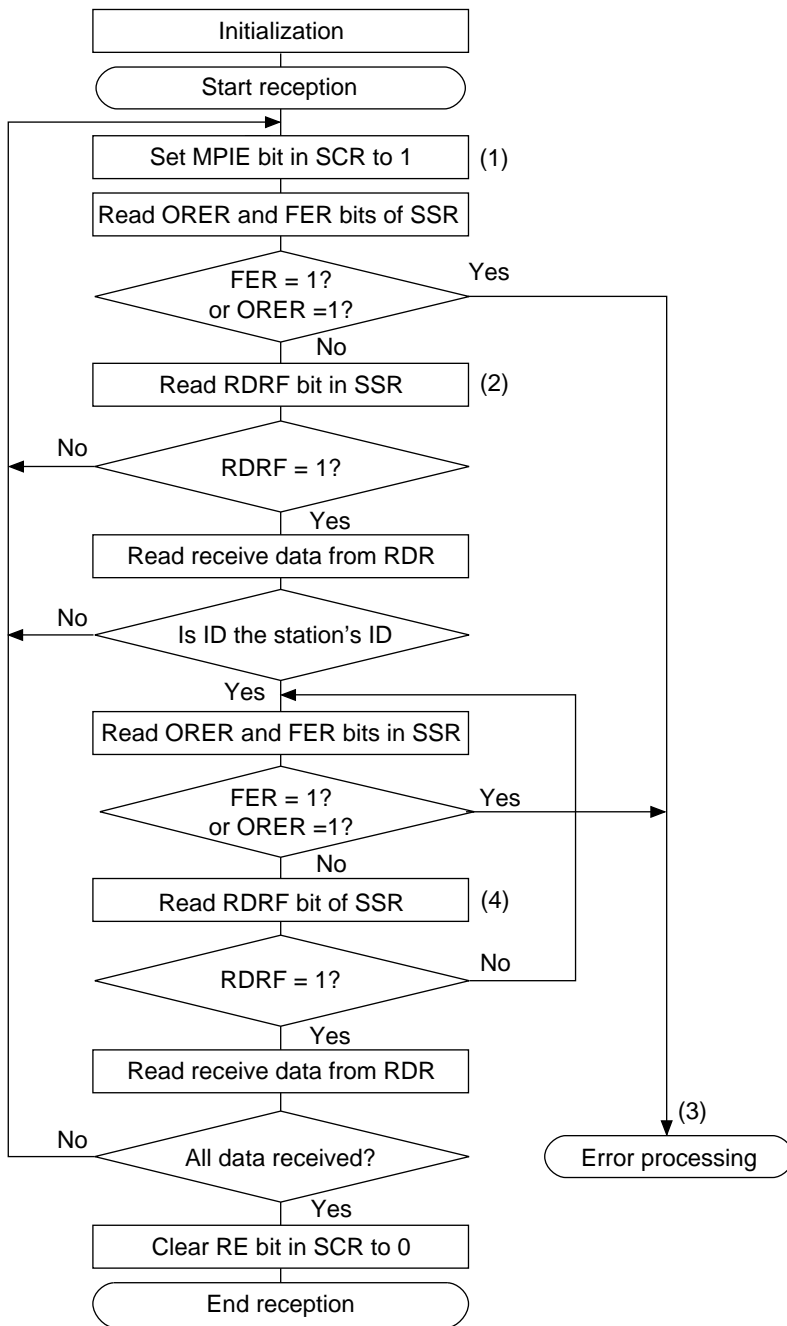 Initialization
Start reception
Set MPIE bit in SCR to 1
(1)
Read ORER and FER bits of SSR
FER = 1?
or ORER =1?
Yes
No
Read RDRF bit in SSR
(2)
No
RDRF = 1?
Yes
Read receive data from RDR
No
Is ID the station's ID
Yes
Read ORER and FER bits in SSR
FER = 1?
or ORER =1?
Yes
No
Read RDRF bit of SSR
(4)
RDRF = 1?
No
Yes
Read receive data from RDR
(3)
No
All data received?
Error processing
Yes
Clear RE bit in SCR to 0
End reception